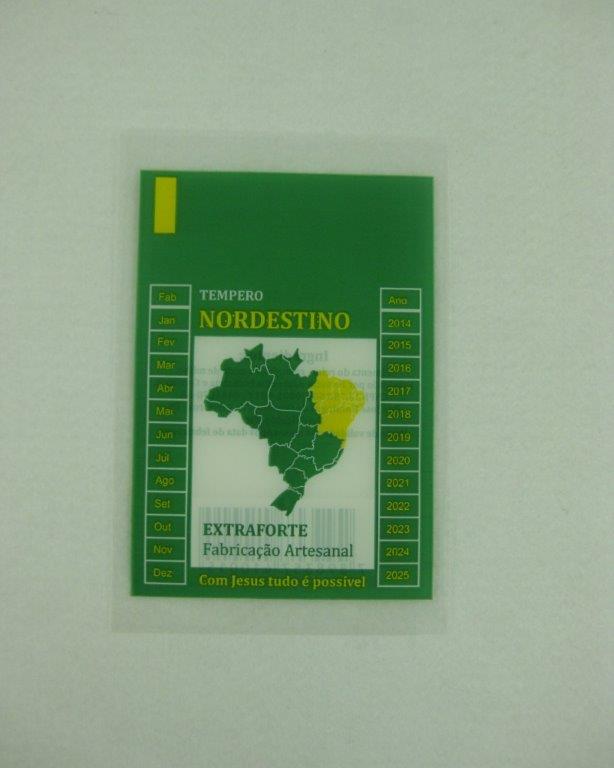 TEMPERO
NORDESTINO
Fab
Jan
Fev
Mar
Abr
Mai
Jun
Jul
Ago
Set
Out
Nov
Dez
Ano
2014
2015
2016
2017
2018
2019
2020
2021
2022
2023
2024
2025
EXTRAFORTE
Fabricação Artesanal
Com Jesus tudo é possível